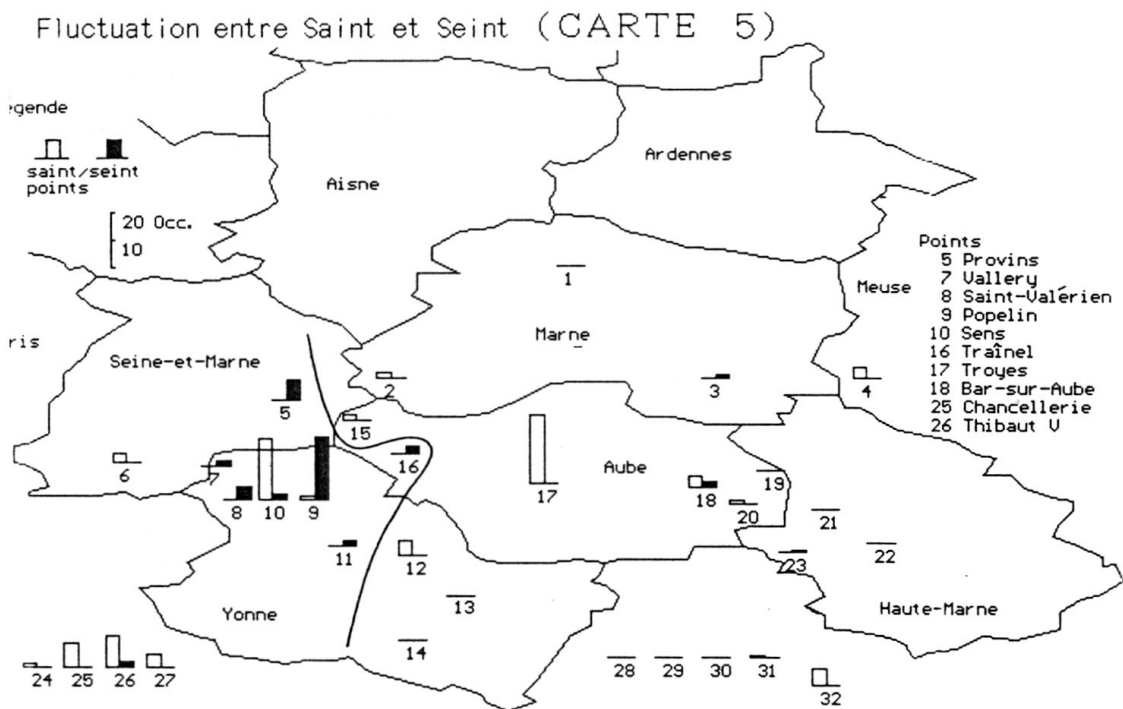 Fluctuation entre Saint et Seint (CARTE 5)
egende
saint/seint
points
20 Occ.
10
Aisne
Ardennes
Marne
Meuse
ris
Seine-et-Marne
Aube
Yonne
Haute-Marne
Points
5 Provins
7 Vallery
8 Saint-Valérien
9 Popelin
10 Sens
16 Traînel
17 Troyes
18 Bar-sur-Aube
25 Chancellerie
26 Thibaut V
1
2
3
4
5
15
6
16
17
18
19
20
8
10
9
21
11
12
23
22
13
14
24
25
26
27
28
29
30
31
32